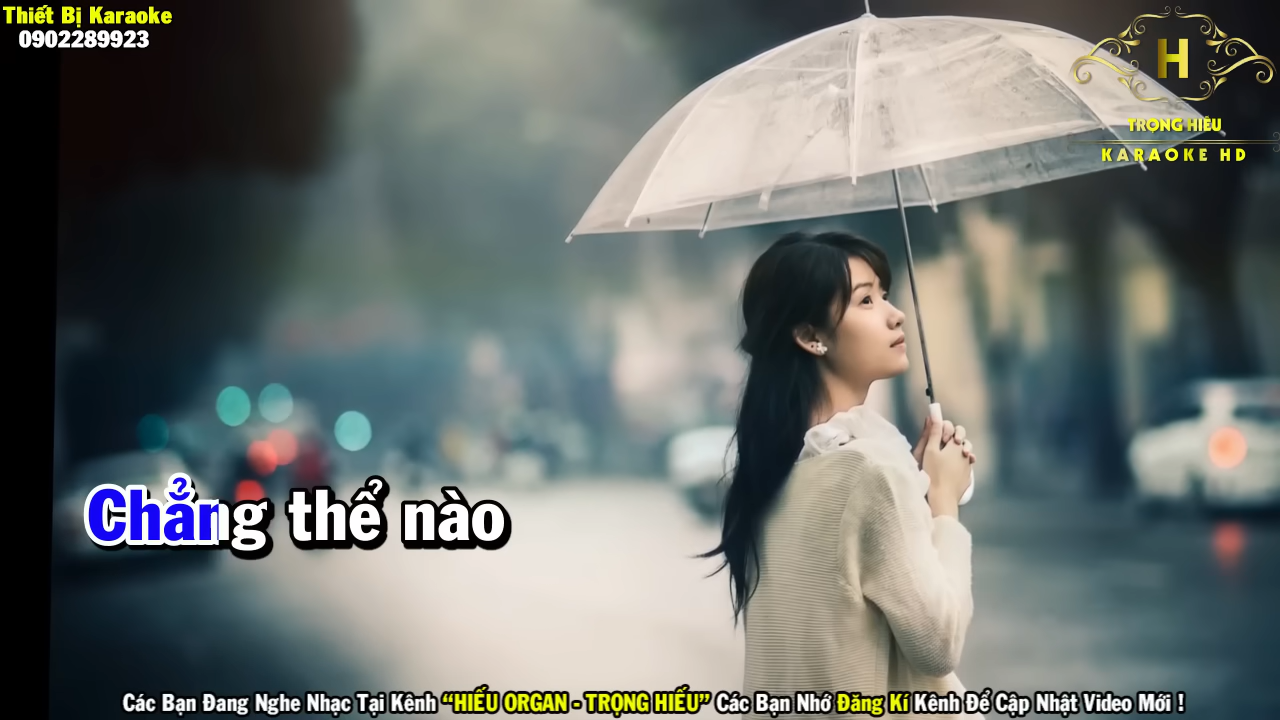 Thiết Bị Karaoke
0902289923
H
TRỌNG HIẾU
KARAOKE HD
Chẳng thể nào
Các Bạn Đang Nghe Nhạc Tại Kênh “HIẾU ORGAN - TRỌNG HIẾU” Các Bạn Nhớ Đăng Kí Kênh Để Cập Nhật Video Mới !